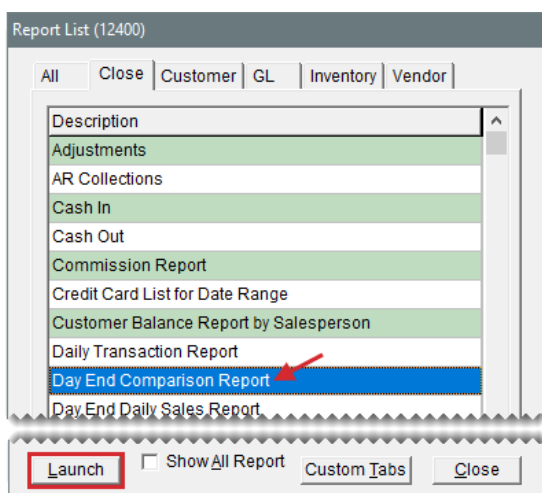 Report List (12400)
All Close Customer GL Inventory Vendor
Description
Adjustments
AR Collections
Cash In
Cash Out
Commission Report
Credit Card List for Date Range
Customer Balance Report by Salesperson
Daily Transaction Report
Day End Comparison Report
Day End Daily Sales Report
Launch Show All Report Custom Tabs Close